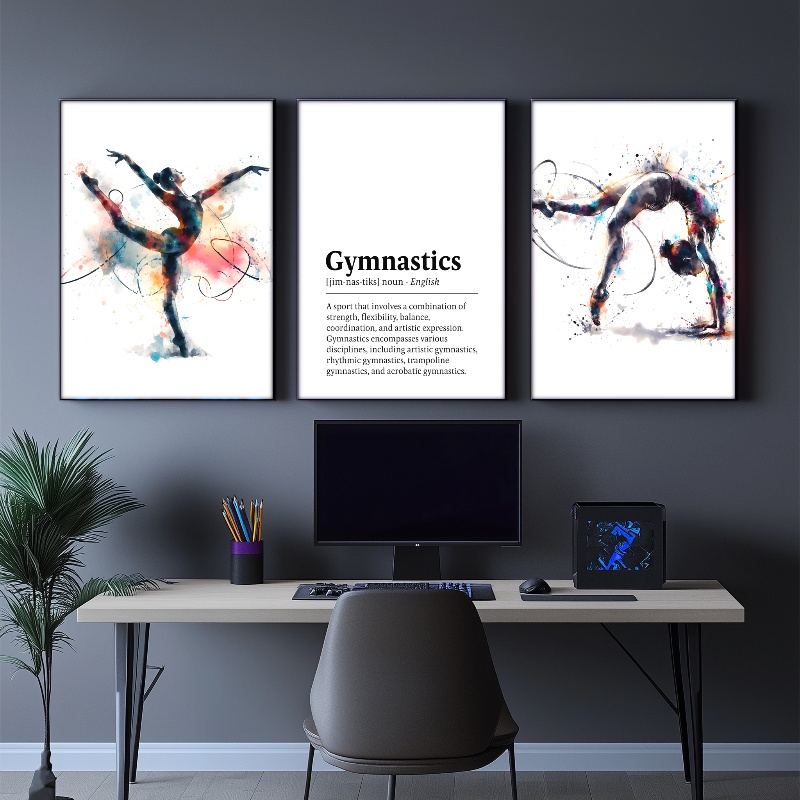 Gymnastics
[jim-nas-tiks] noun - English
A sport that involves a combination of
strength, flexibility, balance,
coordination, and artistic expression.
Gymnastics encompasses various
disciplines, including artistic gymnastics,
rhythmic gymnastics, trampoline
gymnastics, and acrobatic gymnastics.